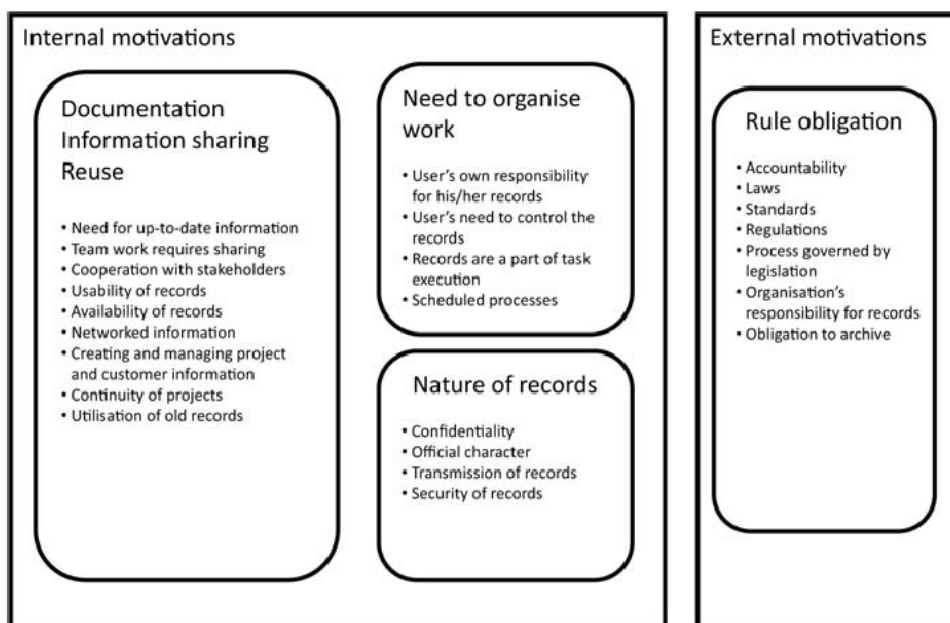 Internal motivations
Documentation
Information sharing
Reuse
• Need for up-to-date information
• Team work requires sharing
• Cooperation with stakeholders
• Usability of records
• Availability of records
• Networked information
• Creating and managing project
and customer information
• Continuity of projects
• Utilisation of old records
Need to organise
work
• User's own responsibility
for his/her records
• User's need to control the
records
• Records are a part of task
execution
• Scheduled processes
Nature of records
• Confidentiality
• Official character
• Transmission of records
• Security of records
External motivations
Rule obligation
• Accountability
• Laws
• Standards
• Regulations
• Process governed by
legislation
• Organisation's
responsibility for records
• Obligation to archive